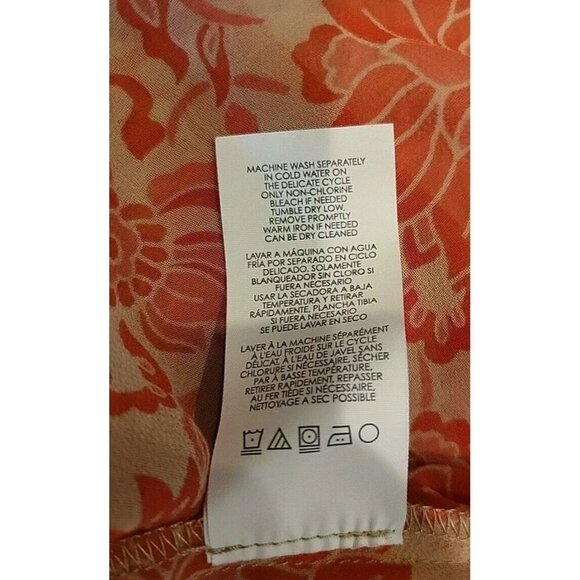 MACHINE WASH SEPARATELY
IN COLD WATER ON
THE DELICATE CYCLE
ONLY NON-CHLORINE
BLEACH IF NEEDED
TUMBLE DRY LOW,
REMOVE PROMPTLY
WARM IRON IF NEEDED
CAN BE DRY CLEANED
LAVAR A MÁQUINA CON AGUA
FRÍA POR SEPARADO EN CICLO
DELICADO. SOLAMENTE
BLANQUEADOR SIN CLORO SI
FUERA NECESARIO
USAR LA SECADORA A BAJA
TEMPERATURA Y RETIRAR
RÁPIDAMENTE, PLANCHA TIBIA
SI FUERA NECESARIO
SE PUEDE LAVAR EN SECO
LAVER À LA MACHINE SÉPARÉMENT
À L'EAU FROIDE SUR LE CYCLE
DÉLICAT, À L'EAU DE JAVEL SANS
CHLORURE SI NÉCESSAIRE, SÉCHER
PAR À BASSE TEMPÉRATURE,
RETIRER RAPIDEMENT, REPASSER
AU FER TIÈDE SI NÉCESSAIRE,
NETTOYAGE A SEC POSSIBLE